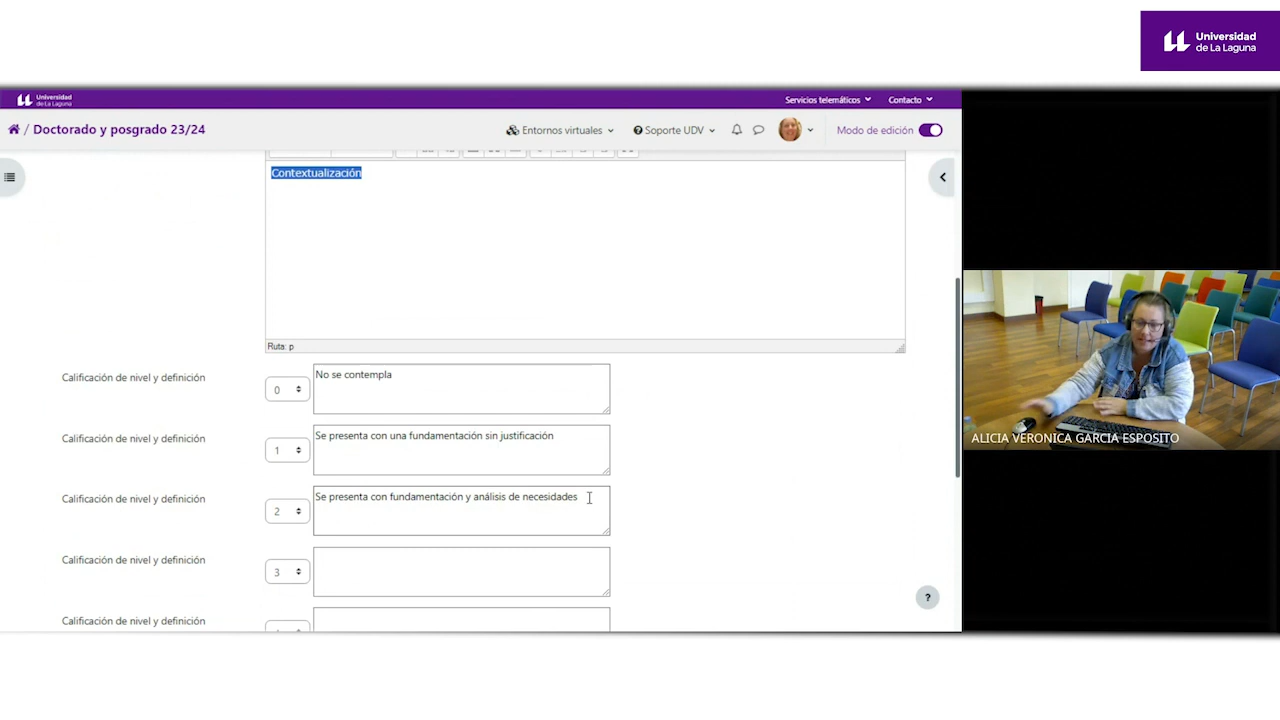 Universidad
de La Laguna
Universidad
de La Laguna
Servicios telemáticos
Contacto
/ Doctorado y posgrado 23/24
Entornos virtuales
Soporte UDV
Modo de edición
Contextualización
Ruta: p
Calificación de nivel y definición
0
No se contempla
Calificación de nivel y definición
1
Se presenta con una fundamentación sin justificación
Calificación de nivel y definición
2
Se presenta con fundamentación y análisis de necesidades
Calificación de nivel y definición
3
Calificación de nivel y definición
?
ALICIA VERONICA GARCIA ESPOSITO